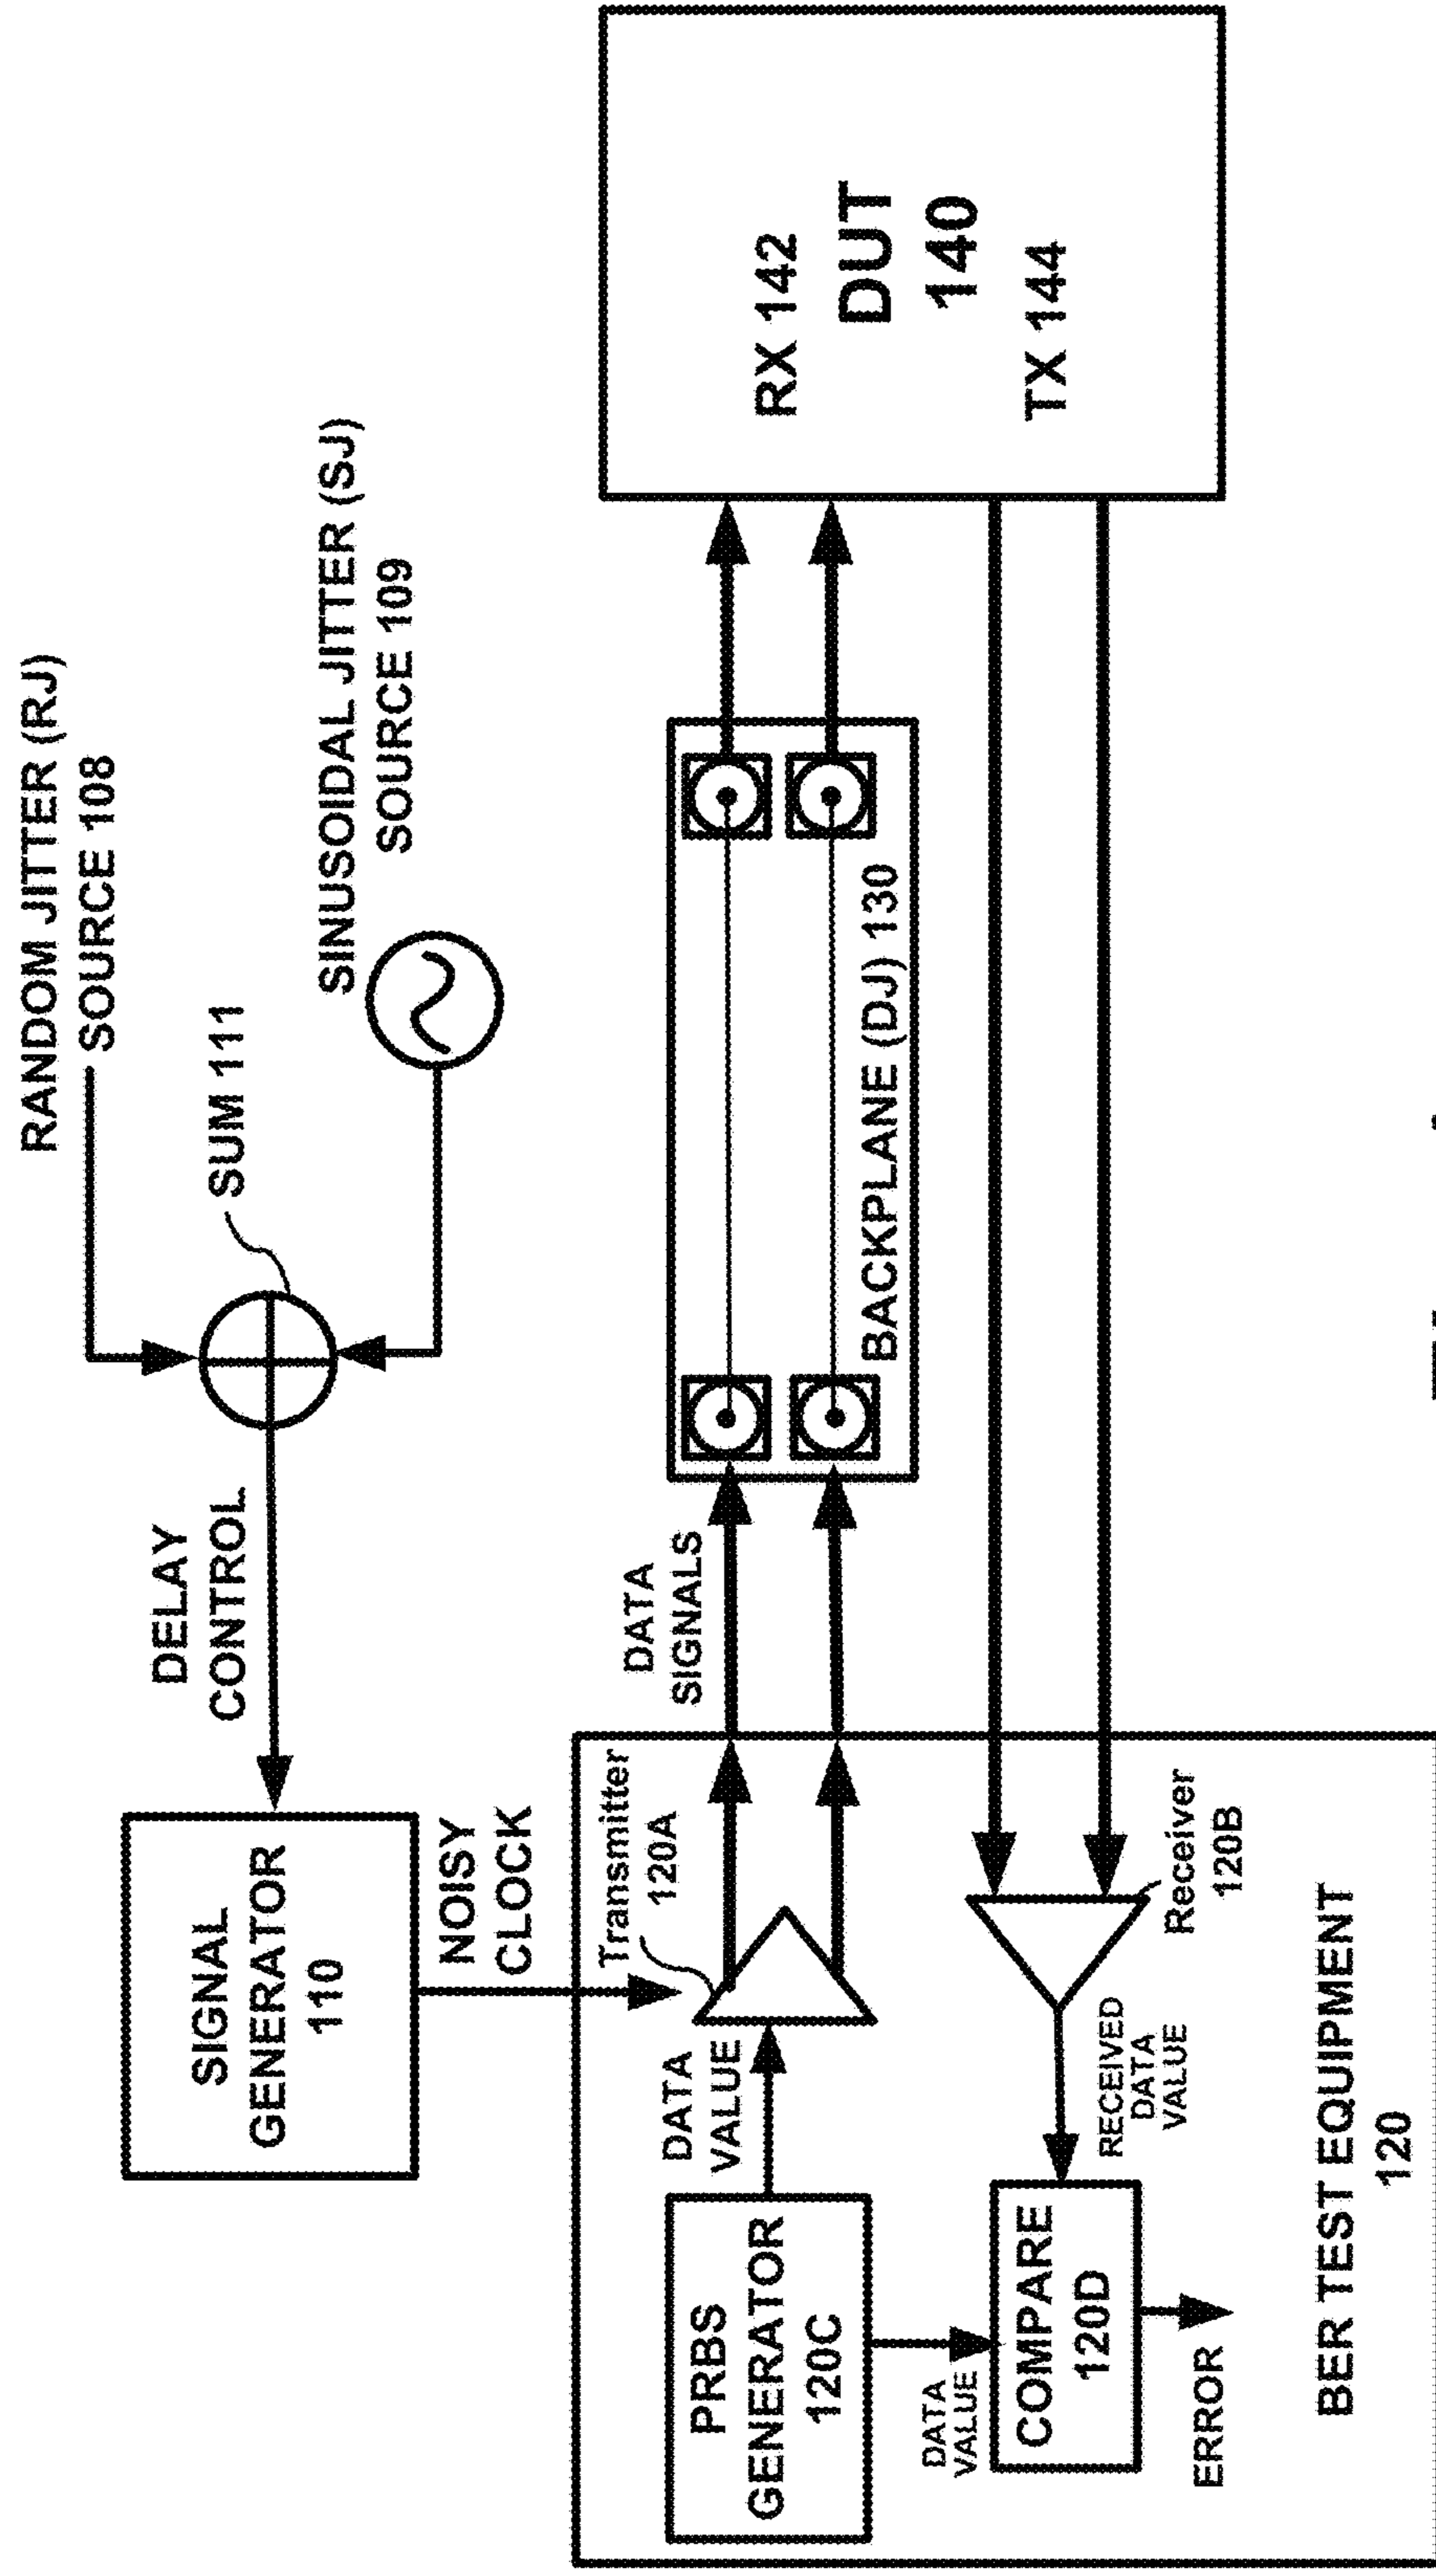 RANDOM JITTER (RJ)
SOURCE 108
SUM 111
SINUSOIDAL JITTER (SJ)
SOURCE 109
DELAY
CONTROL
SIGNAL
GENERATOR
110
NOISY
CLOCK
Transmitter
120A
DATA
SIGNALS
BACKPLANE (DJ) 130
RX 142
DUT
140
TX 144
DATA
VALUE
PRBS
GENERATOR
120C
DATA
VALUE
COMPARE
120D
RECEIVED
DATA
VALUE
Receiver
120B
ERROR
BER TEST EQUIPMENT
120